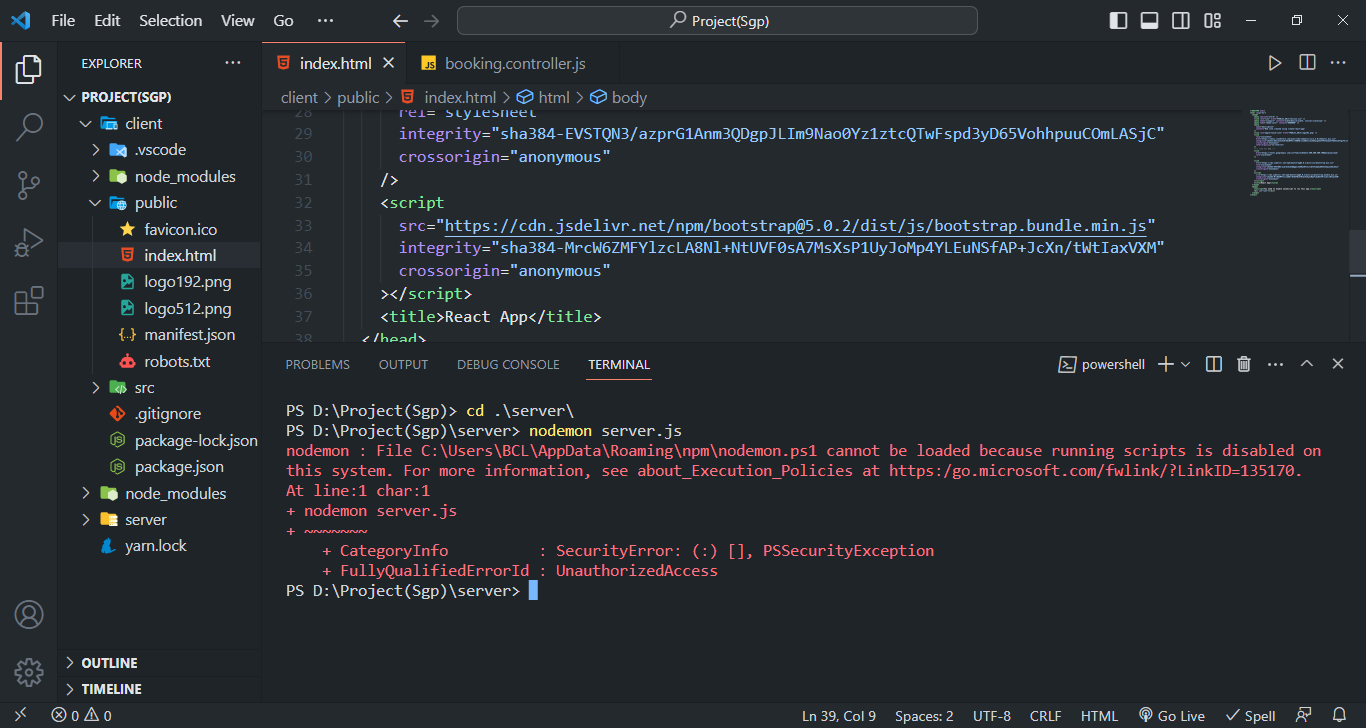 File Edit Selection View Go ... Project(Sgp)
EXPLORER
PROJECT(SGP)
client
.vscode
node_modules
public
favicon.ico
index.html
logo192.png
logo512.png
manifest.json
robots.txt
src
.gitignore
package-lock.json
package.json
node_modules
server
yarn.lock
OUTLINE
TIMELINE
index.html JS booking.controller.js
client > public > index.html > html > body
28 rel="stylesheet"
29 integrity="sha384-EVSTQN3/azprG1Anm3QDgpJLIm9Nao0Yz1ztcQTwFspd3yD65VohhpuuCOmLASjC"
30 crossorigin="anonymous"
31 />
32 <script
33 src="https://cdn.jsdelivr.net/npm/bootstrap@5.0.2/dist/js/bootstrap.bundle.min.js"
34 integrity="sha384-MrcW6ZMFYlzcLA8Nl+NtUVF0sA7MsXsP1UyJoMp4YLEuNSfAP+JcXn/tWtIaxVXM"
35 crossorigin="anonymous"
36 ></script>
37 <title>React App</title>
38 </head>
PROBLEMS OUTPUT DEBUG CONSOLE TERMINAL powershell
PS D:\Project(Sgp)> cd .\server\
PS D:\Project(Sgp)\server> nodemon server.js
nodemon : File C:\Users\BCL\AppData\Roaming\npm\nodemon.ps1 cannot be loaded because running scripts is disabled on
this system. For more information, see about_Execution_Policies at https:/go.microsoft.com/fwlink/?LinkID=135170.
At line:1 char:1
+ nodemon server.js
+ ~~~~~~~
+ CategoryInfo : SecurityError: (:) [], PSSecurityException
+ FullyQualifiedErrorId : UnauthorizedAccess
PS D:\Project(Sgp)\server>
0 0 Ln 39, Col 9 Spaces: 2 UTF-8 CRLF HTML Go Live Spell